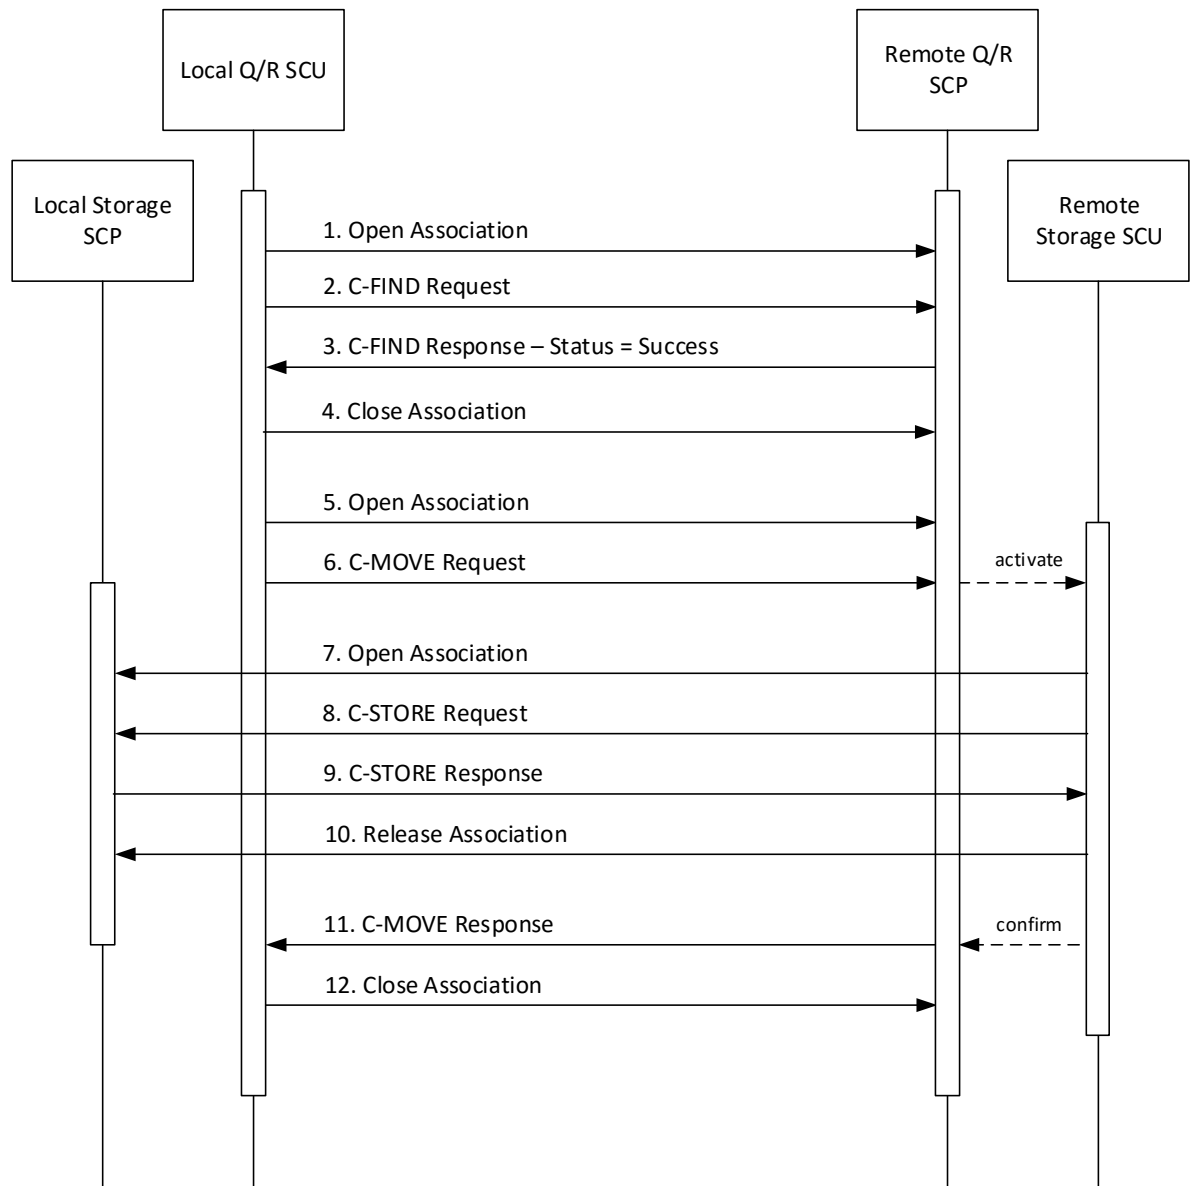 Local Q/R SCU
Remote Q/R
SCP
Local Storage
SCP
Remote
Storage SCU
1. Open Association
2. C-FIND Request
3. C-FIND Response – Status = Success
4. Close Association
5. Open Association
6. C-MOVE Request
activate
7. Open Association
8. C-STORE Request
9. C-STORE Response
10. Release Association
11. C-MOVE Response
confirm
12. Close Association